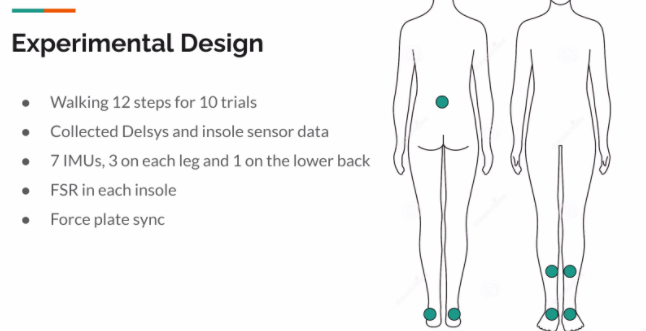 Experimental Design
● Walking 12 steps for 10 trials
● Collected Delsys and insole sensor data
● 7 IMUs, 3 on each leg and 1 on the lower back
● FSR in each insole
● Force plate sync